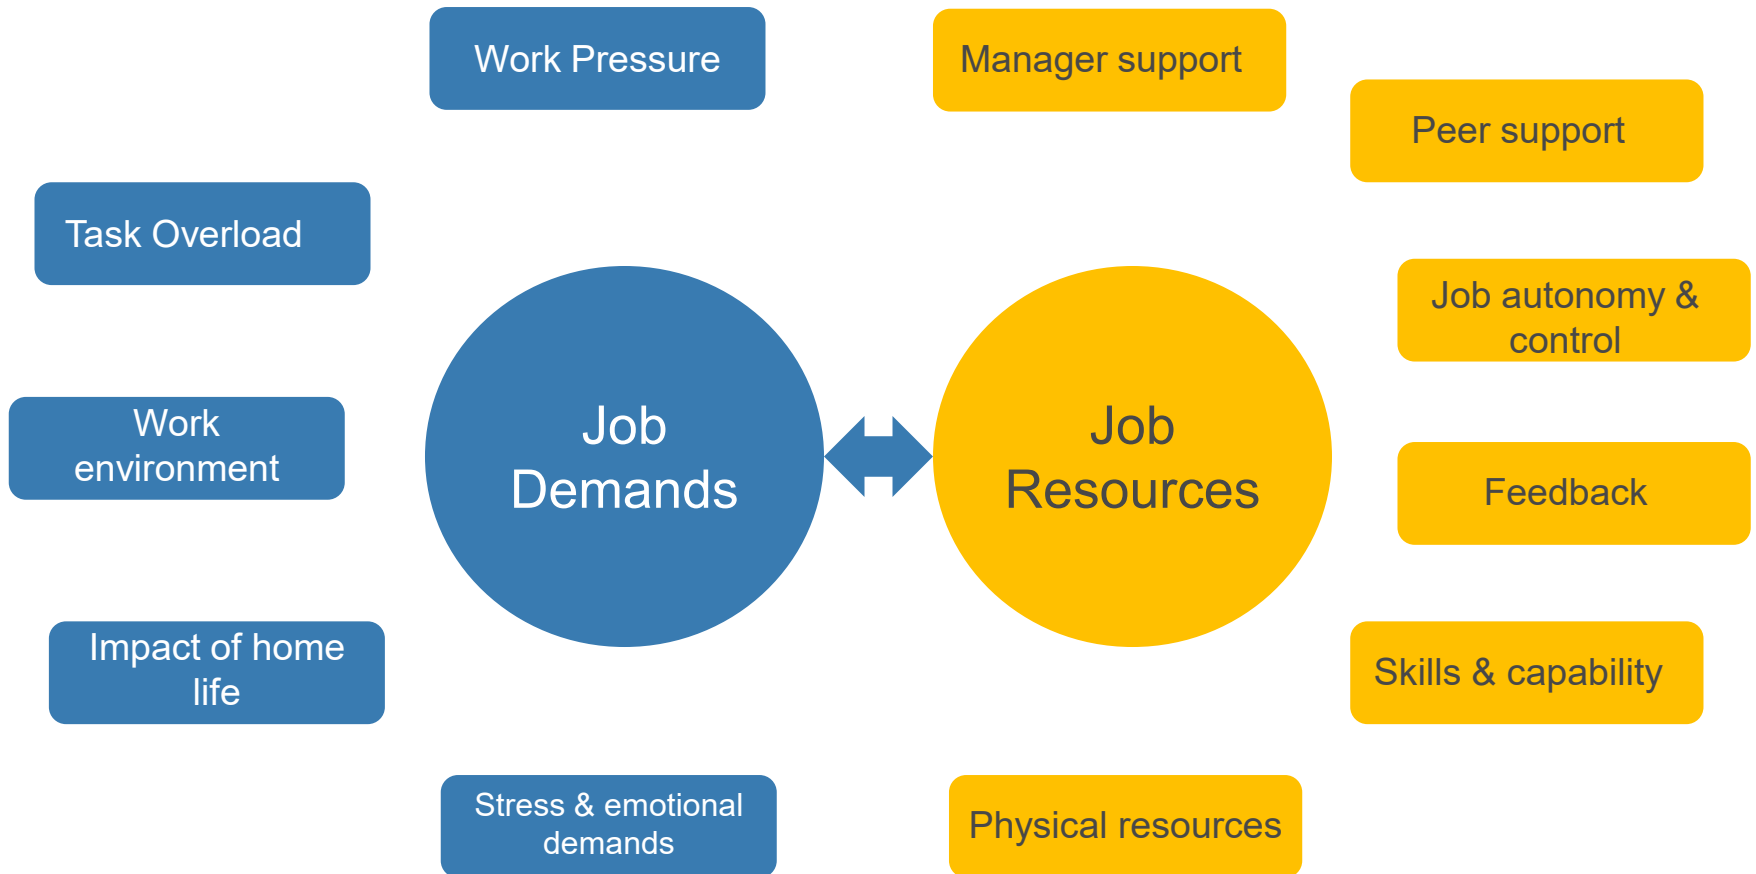 Work Pressure
Manager support
Peer support
Task Overload
Job autonomy &
control
Work
environment
Job
Demands
Job
Resources
Feedback
Impact of home
life
Skills & capability
Stress & emotional
demands
Physical resources